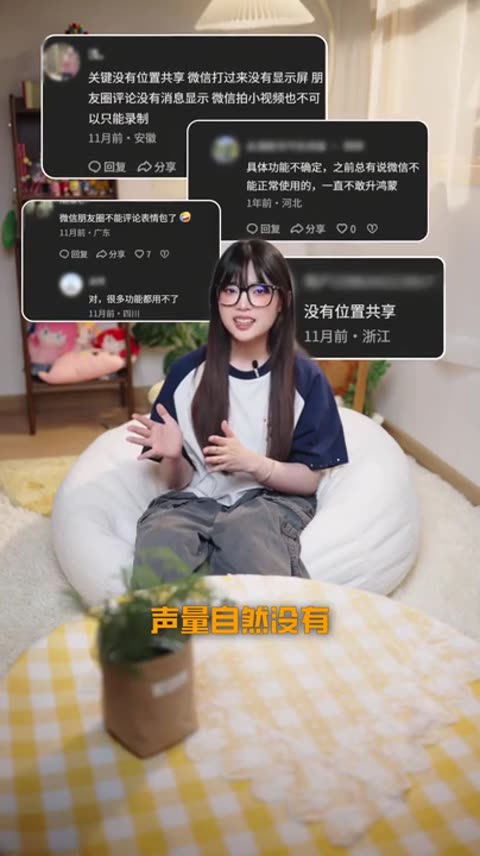 关键没有位置共享 微信打过来没有显示屏 朋
友圈评论没有消息显示 微信拍小视频也不可
以只能录制
11月前·安徽
回复 分享
具体功能不确定，之前总有说微信不
能正常使用的，一直不敢升鸿蒙
1年前·河北
回复 分享 0
微信朋友圈不能评论表情包了🤣
11月前·广东
回复 分享 7
对，很多功能都用不了
11月前·四川
没有位置共享
11月前·浙江
声量自然没有